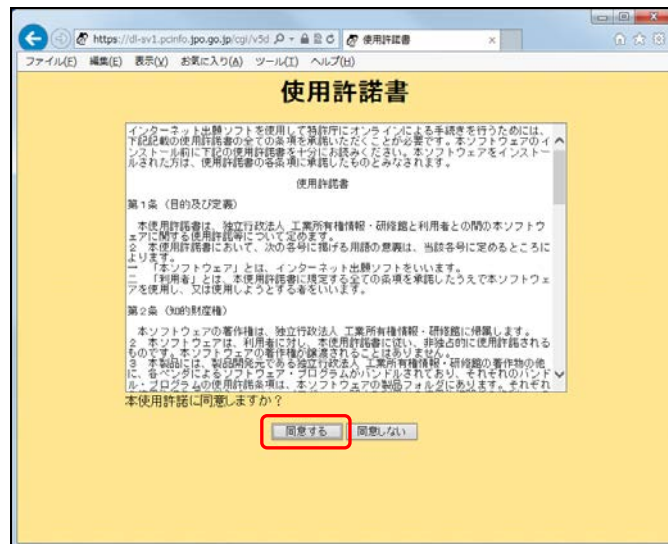 https://dl-sv1.pcinfo.jpo.go.jp/cgi/v5d
使用許諾書
ファイル(F) 編集(E) 表示(V) お気に入り(A) ツール(T) ヘルプ(H)
使用許諾書
インターネット出願ソフトを使用して特許庁にオンラインによる手続きを行うためには、
下記記載の使用許諾書の全ての条項を承諾いただくことが必要です。本ソフトウェアのイ
ンストール前に下記の使用許諾書を十分にお読みください。本ソフトウェアをインストー
ルされた方は、使用許諾書の各条項に承諾したものとみなされます。
使用許諾書
第1条 (目的及び定義)
本使用許諾書は、独立行政法人 工業所有権情報・研修館と利用者との間の本ソフトウ
ェアに関する使用許諾等について定めます。
2 本使用許諾書において、次の各号に掲げる用語の意義は、当該各号に定めるところに
よります。
一 「本ソフトウェア」とは、インターネット出願ソフトをいいます。
二 「利用者」とは、本使用許諾書に規定する全ての条項を承諾したうえで本ソフトウェ
アを使用し、又は使用しようとする者をいいます。
第2条 (知的財産権)
本ソフトウェアの著作権は、独立行政法人 工業所有権情報・研修館に帰属します。
2 本ソフトウェアは、利用者に対し、本使用許諾書に従い、非独占的に使用許諾される
ものです。本ソフトウェアの著作権が譲渡されることはありません。
3 本製品には、製品開発元である独立行政法人 工業所有権情報・研修館の著作物の他
に、各ベンダによるソフトウェア・プログラムがバンドルされており、それぞれのバンド
ル・プログラムの使用許諾条項は、本ソフトウェアの製品フォルダにあります。それぞれ
本使用許諾に同意しますか?
同意する 同意しない